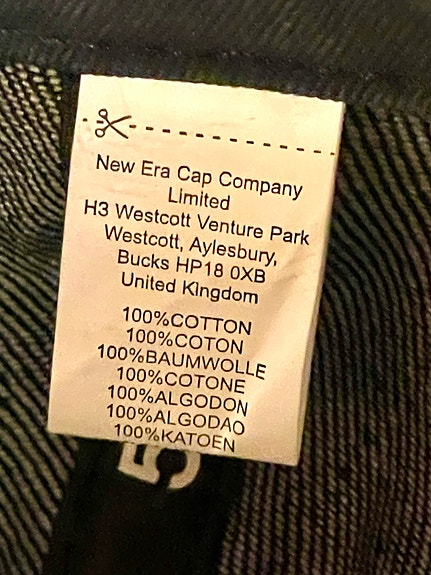 New Era Cap Company
Limited
H3 Westcott Venture Park
Westcott, Aylesbury,
Bucks HP18 0XB
United KIngdom
100%COTTON
100%COTON
100%BAUMWOLLE
100%COTONE
100%ALGODON
100%ALGODAO
100%KATOEN
5